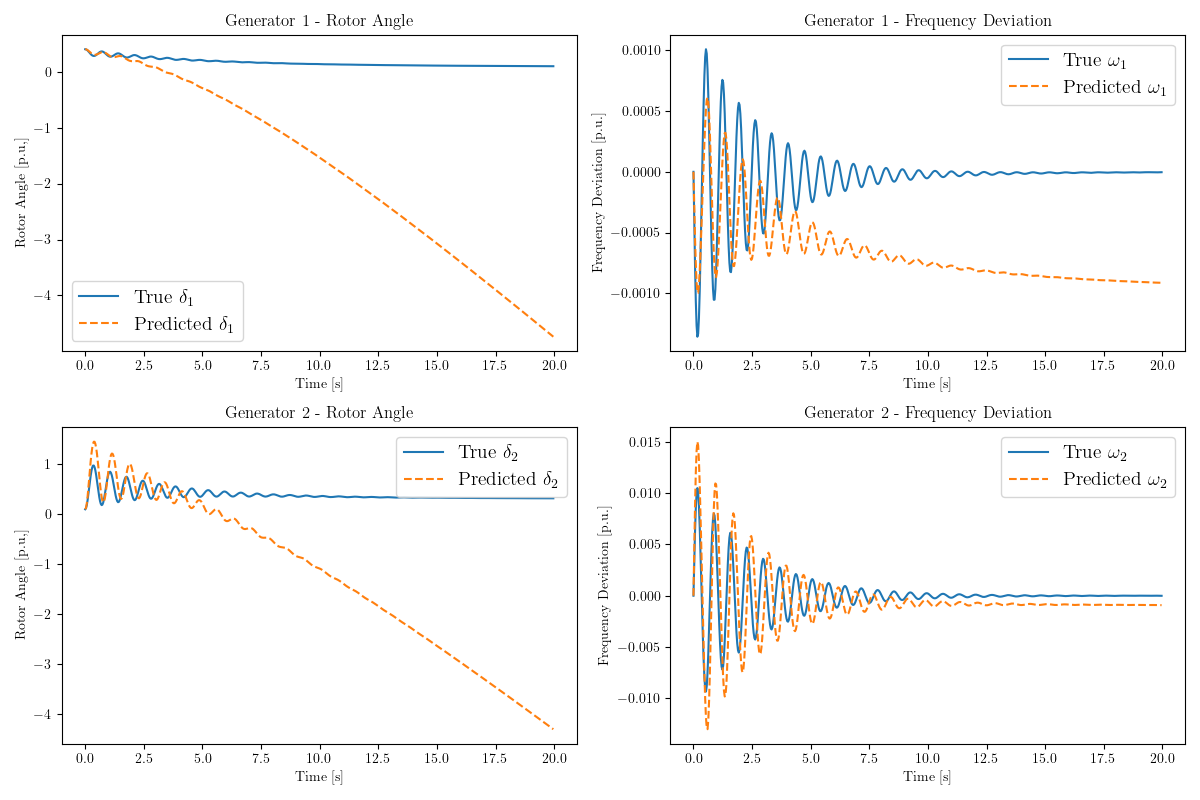 Generator 1 - Rotor Angle
0
−1
−2
−3
−4
Rotor Angle [p.u.]
True δ1
Predicted δ1
0.0 2.5 5.0 7.5 10.0 12.5 15.0 17.5 20.0
Time [s]
Generator 1 - Frequency Deviation
0.0010
0.0005
0.0000
−0.0005
−0.0010
Frequency Deviation [p.u.]
True ω1
Predicted ω1
0.0 2.5 5.0 7.5 10.0 12.5 15.0 17.5 20.0
Time [s]
Generator 2 - Rotor Angle
1
0
−1
−2
−3
−4
Rotor Angle [p.u.]
True δ2
Predicted δ2
0.0 2.5 5.0 7.5 10.0 12.5 15.0 17.5 20.0
Time [s]
Generator 2 - Frequency Deviation
0.015
0.010
0.005
0.000
−0.005
−0.010
Frequency Deviation [p.u.]
True ω2
Predicted ω2
0.0 2.5 5.0 7.5 10.0 12.5 15.0 17.5 20.0
Time [s]